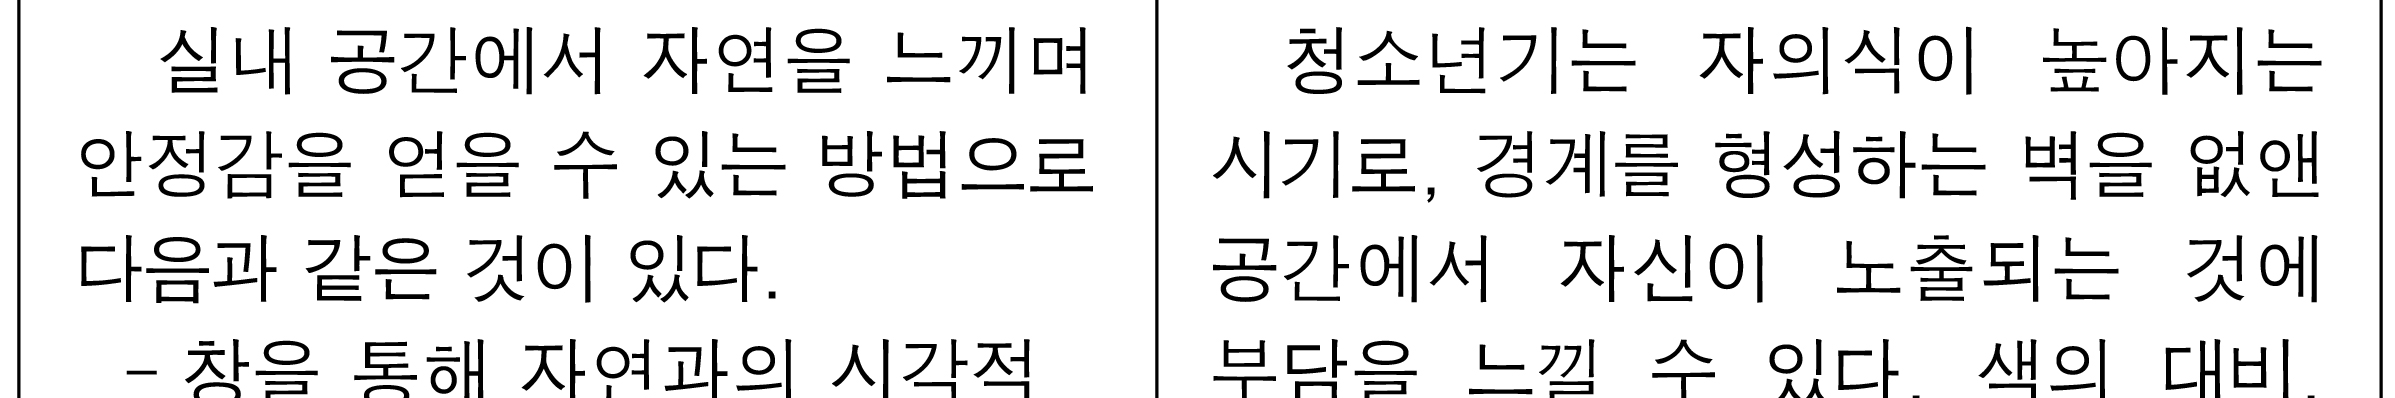 실내 공간에서 자연을 느끼며
안정감을 얻을 수 있는 방법으로
다음과 같은 것이 있다.
- 창을 통해 자연과의 시각적
청소년기는 자의식이 높아지는
시기로, 경계를 형성하는 벽을 없앤
공간에서 자신이 노출되는 것에
부담을 느낄 수 있다. 색의 대비,